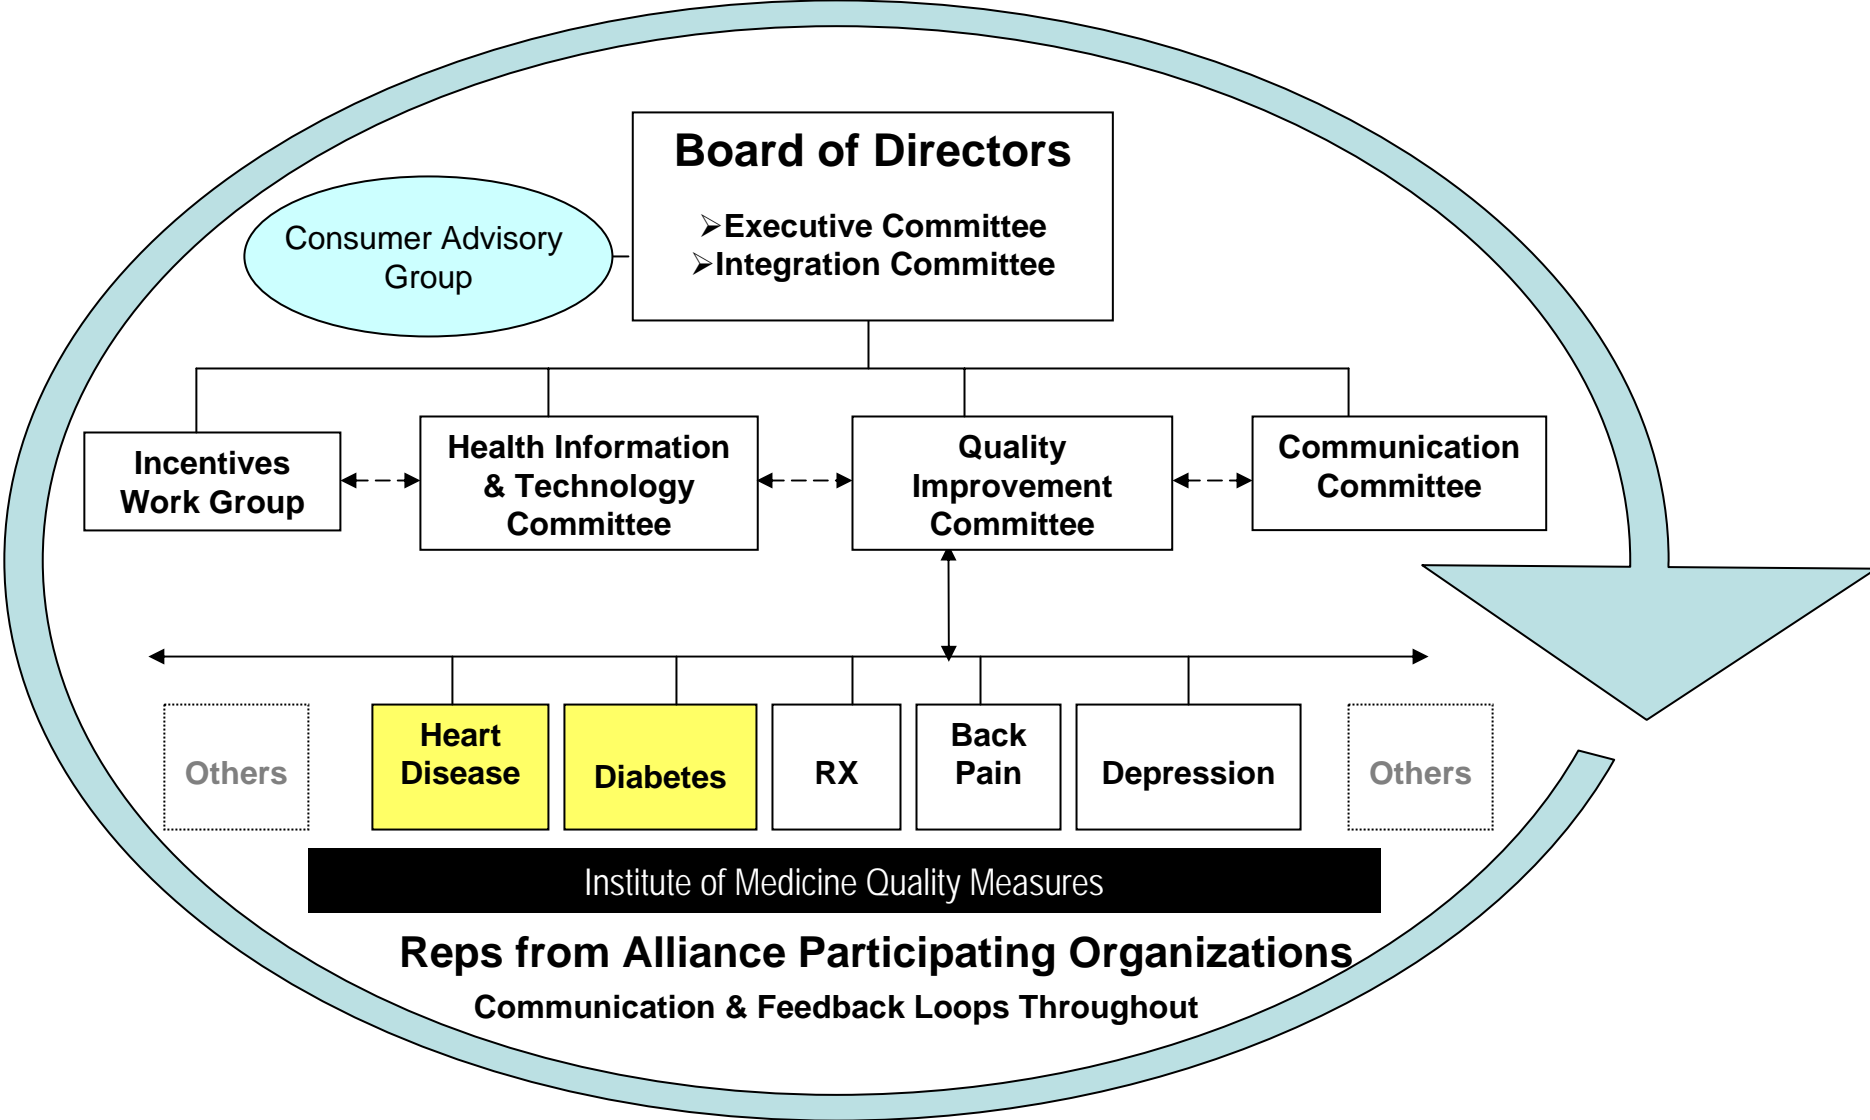 Board of Directors
➢Executive Committee
➢Integration Committee
Consumer Advisory
Group
Incentives
Work Group
Health Information
& Technology
Committee
Quality
Improvement
Committee
Communication
Committee
Others
Heart
Disease
Diabetes
RX
Back
Pain
Depression
Others
Institute of Medicine Quality Measures
Reps from Alliance Participating Organizations
Communication & Feedback Loops Throughout